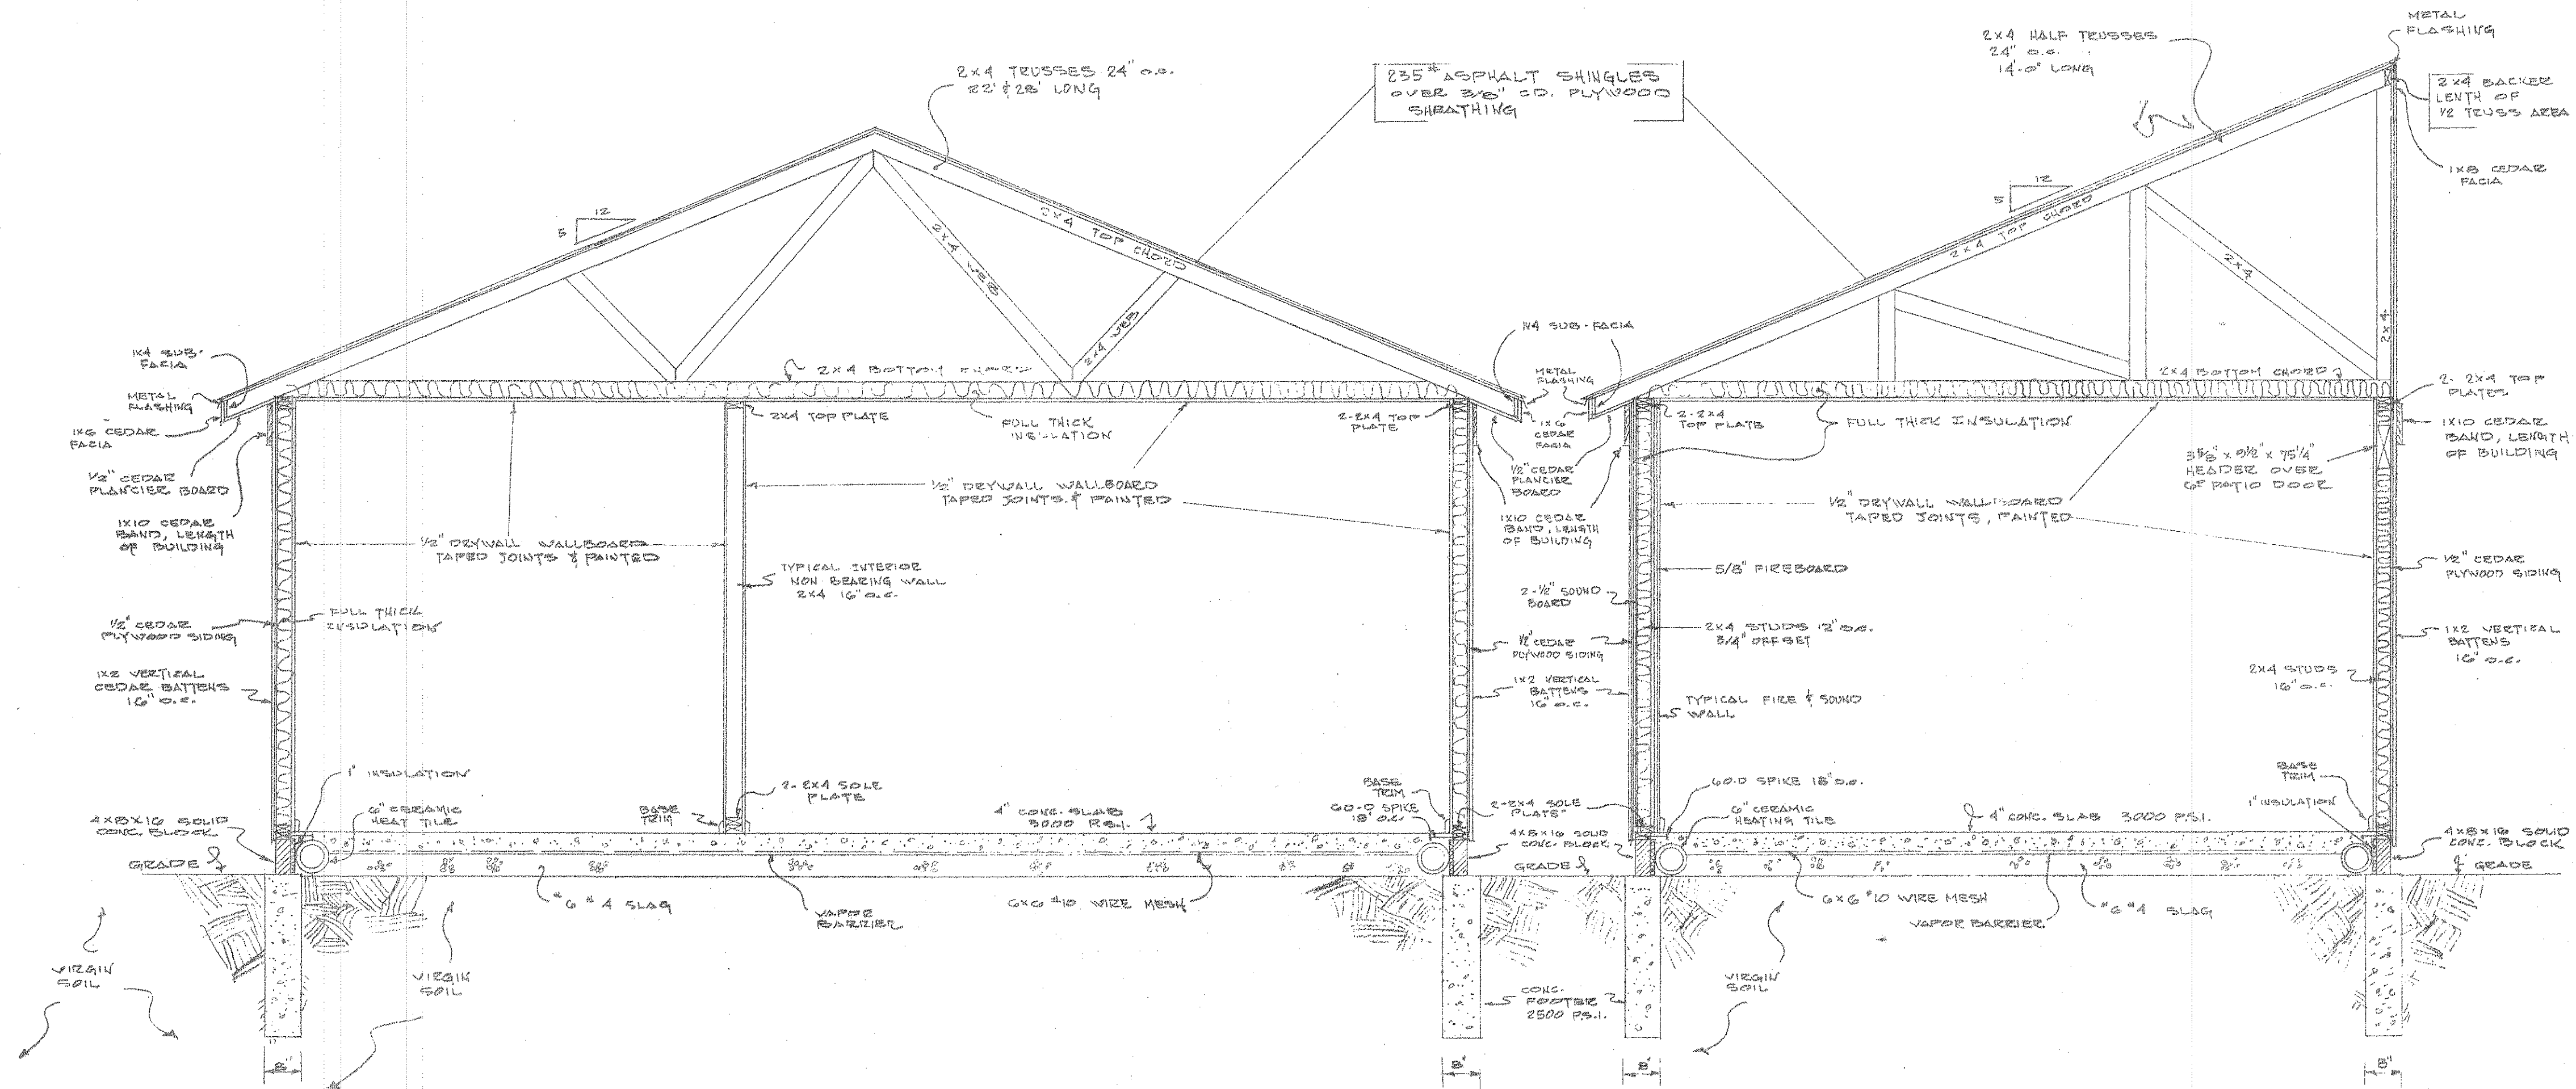 METAL
FLASHING
2x4 HALF TRUSSES
24" o.c.
14'-0" LONG
2x4 TRUSSES 24" o.c.
22' & 28' LONG
235# ASPHALT SHINGLES
OVER 3/8" CD. PLYWOOD
SHEATHING
2x4 BACKER
LENTH OF
1/2 TRUSS AREA
1x8 CEDAR
FACIA
12
5
12
5
2x4 TOP CHORD
2x4 WEB
2x4 WEB
2x4 TOP CHORD
2x4
2x4
1x4 SUB-
FACIA
METAL
FLASHING
1x6 CEDAR
FACIA
1/2" CEDAR
PLANCIER BOARD
1x10 CEDAR
BAND, LENGTH
OF BUILDING
2x4 BOTTOM CHORD
2x4 TOP PLATE
FULL THICK
INSULATION
2-2x4 TOP
PLATE
1x4 SUB-FACIA
METAL
FLASHING
1x6
CEDAR
FACIA
1/2" CEDAR
PLANCIER
BOARD
1x10 CEDAR
BAND, LENGTH
OF BUILDING
2-2x4
TOP PLATE
FULL THICK INSULATION
2x4 BOTTOM CHORD
2- 2x4 TOP
PLATES
1x10 CEDAR
BAND, LENGTH
OF BUILDING
3 5/8" x 9 1/2" x 75 1/4"
HEADER OVER
6° PATIO DOOR
1/2" DRYWALL WALLBOARD
TAPED JOINTS & PAINTED
1/2" DRYWALL WALLBOARD
TAPED JOINTS & PAINTED
1/2" DRYWALL WALLBOARD
TAPED JOINTS, PAINTED
TYPICAL INTERIOR
NON BEARING WALL
2x4 16" o.c.
5/8" FIREBOARD
2-1/2" SOUND
BOARD
2x4 STUDS 12" o.c.
3/4" OFFSET
1/2" CEDAR
PLYWOOD SIDING
FULL THICK
INSULATION
1/2" CEDAR
PLYWOOD SIDING
1x2 VERTICAL
CEDAR BATTENS
16" o.c.
1/2" CEDAR
PLYWOOD SIDING
1x2 VERTICAL
BATTENS
16" o.c.
TYPICAL FIRE & SOUND
WALL
1x2 VERTICAL
BATTENS
16" o.c.
2x4 STUDS
16" o.c.
1" INSULATION
6" CERAMIC
HEAT TILE
4x8x16 SOLID
CONC. BLOCK
GRADE
BASE
TRIM
2- 2x4 SOLE
PLATE
4" CONC. SLAB
3000 P.S.I.
BASE
TRIM
60-D SPIKE
18" O.C.
2-2x4 SOLE
PLATES
4x8x16 SOLID
CONC. BLOCK
GRADE
60-D SPIKE 18" o.c.
6" CERAMIC
HEATING TILE
4" CONC. SLAB 3000 P.S.I.
BASE
TRIM
1" INSULATION
4x8x16 SOLID
CONC. BLOCK
GRADE
#6 #4 SLAG
VAPOR
BARRIER
6x6 #10 WIRE MESH
6x6 #10 WIRE MESH
VAPOR BARRIER
#6 #4 SLAG
VIRGIN
SOIL
VIRGIN
SOIL
CONC.
FOOTER
2500 P.S.I.
VIRGIN
SOIL
8"
8'
8'
8"